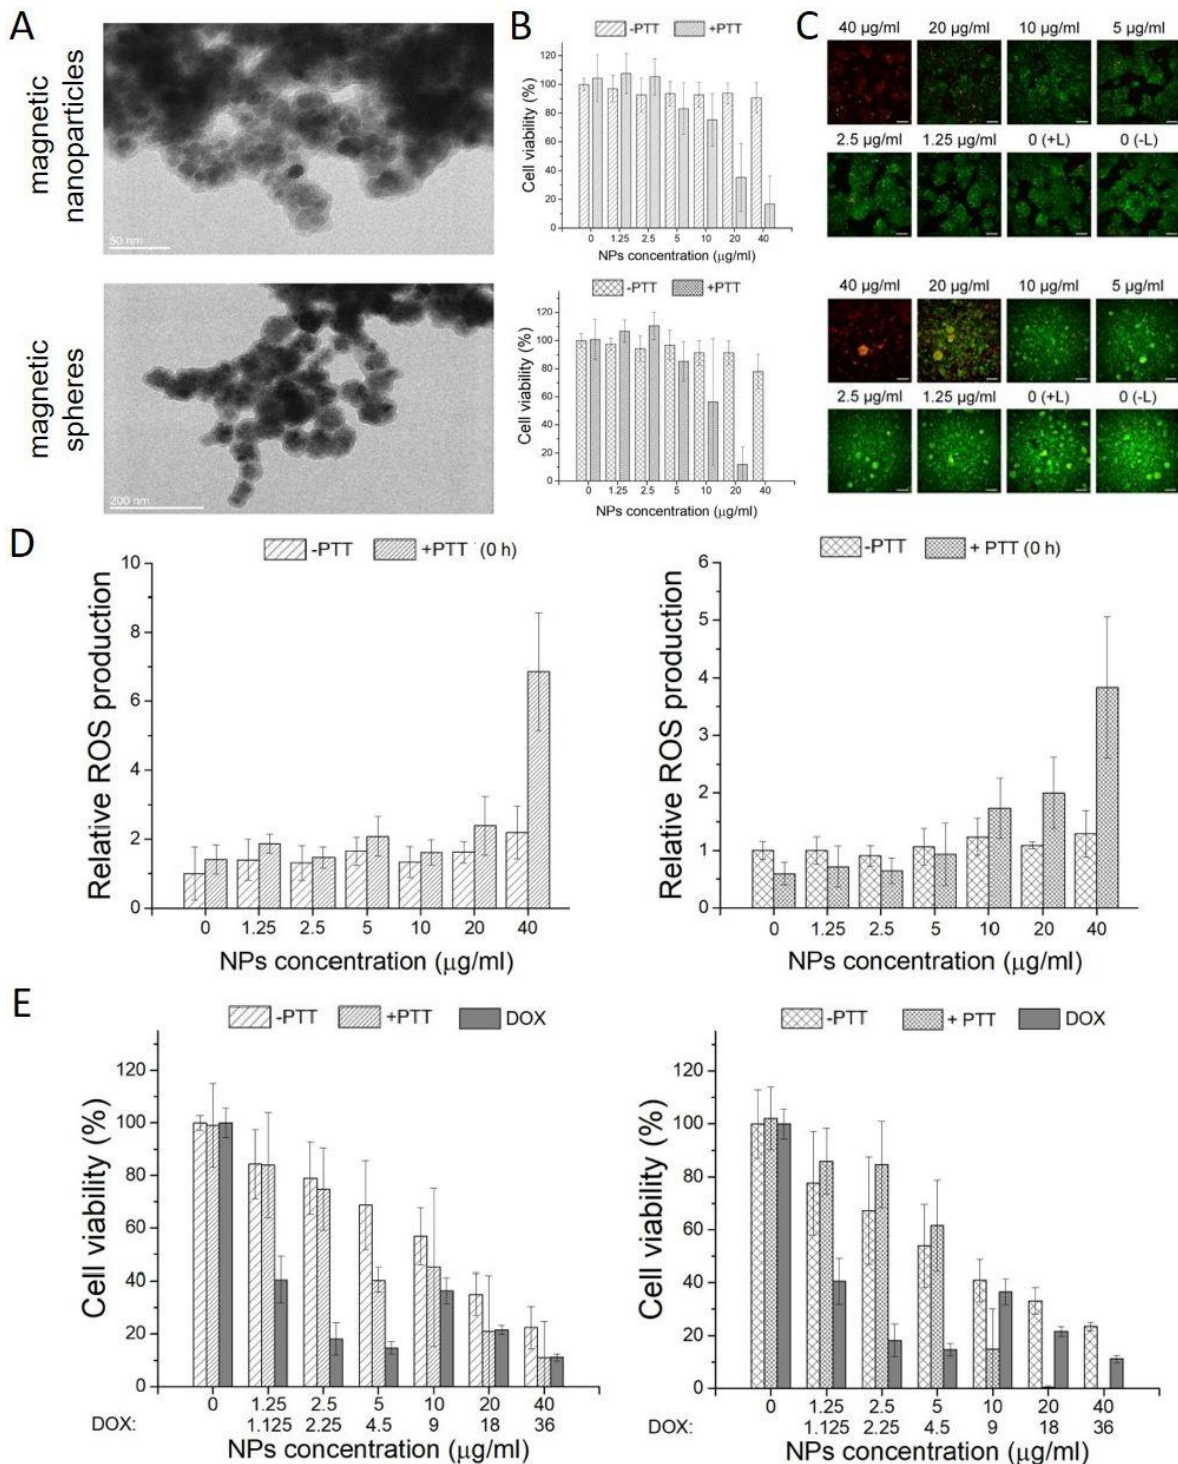 A
magnetic
nanoparticles
50 nm
magnetic
spheres
200 nm
B
-PTT +PTT
Cell viability (%)
120
100
80
60
40
20
0
0 1.25 2.5 5 10 20 40
NPs concentration (µg/ml)
-PTT +PTT
Cell viability (%)
120
100
80
60
40
20
0
0 1.25 2.5 5 10 20 40
NPs concentration (µg/ml)
C
40 µg/ml 20 µg/ml 10 µg/ml 5 µg/ml
2.5 µg/ml 1.25 µg/ml 0 (+L) 0 (-L)
40 µg/ml 20 µg/ml 10 µg/ml 5 µg/ml
2.5 µg/ml 1.25 µg/ml 0 (+L) 0 (-L)
D
-PTT +PTT (0 h)
Relative ROS production
10
8
6
4
2
0
0 1.25 2.5 5 10 20 40
NPs concentration (µg/ml)
-PTT + PTT (0 h)
Relative ROS production
6
5
4
3
2
1
0
0 1.25 2.5 5 10 20 40
NPs concentration (µg/ml)
E
-PTT +PTT DOX
Cell viability (%)
120
100
80
60
40
20
0
0 1.25 2.5 5 10 20 40
DOX: 1.125 2.25 4.5 9 18 36
NPs concentration (µg/ml)
-PTT + PTT DOX
Cell viability (%)
120
100
80
60
40
20
0
0 1.25 2.5 5 10 20 40
DOX: 1.125 2.25 4.5 9 18 36
NPs concentration (µg/ml)